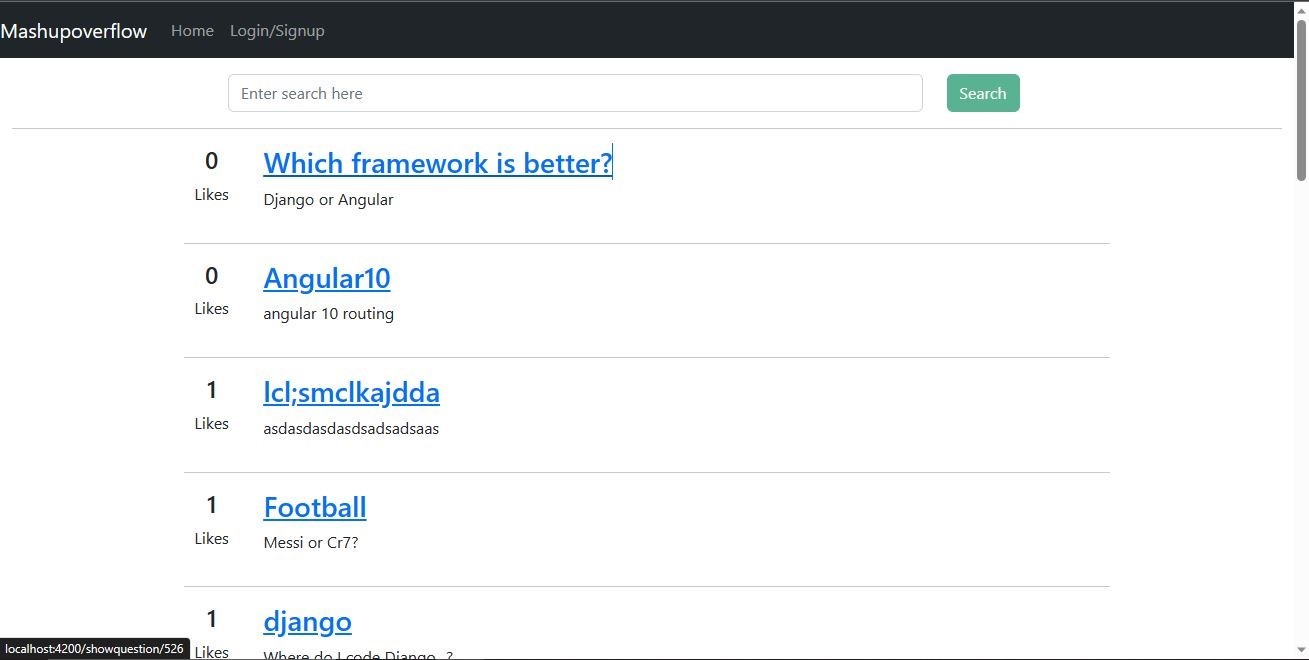 Mashupoverflow Home Login/Signup
Enter search here Search
0 Which framework is better?
Likes Django or Angular
0 Angular10
Likes angular 10 routing
1 lcl;smclkajdda
Likes asdasdasdasdsadsadsaas
1 Football
Likes Messi or Cr7?
1 django
Likes Where do I code Django..?
localhost:4200/showquestion/526